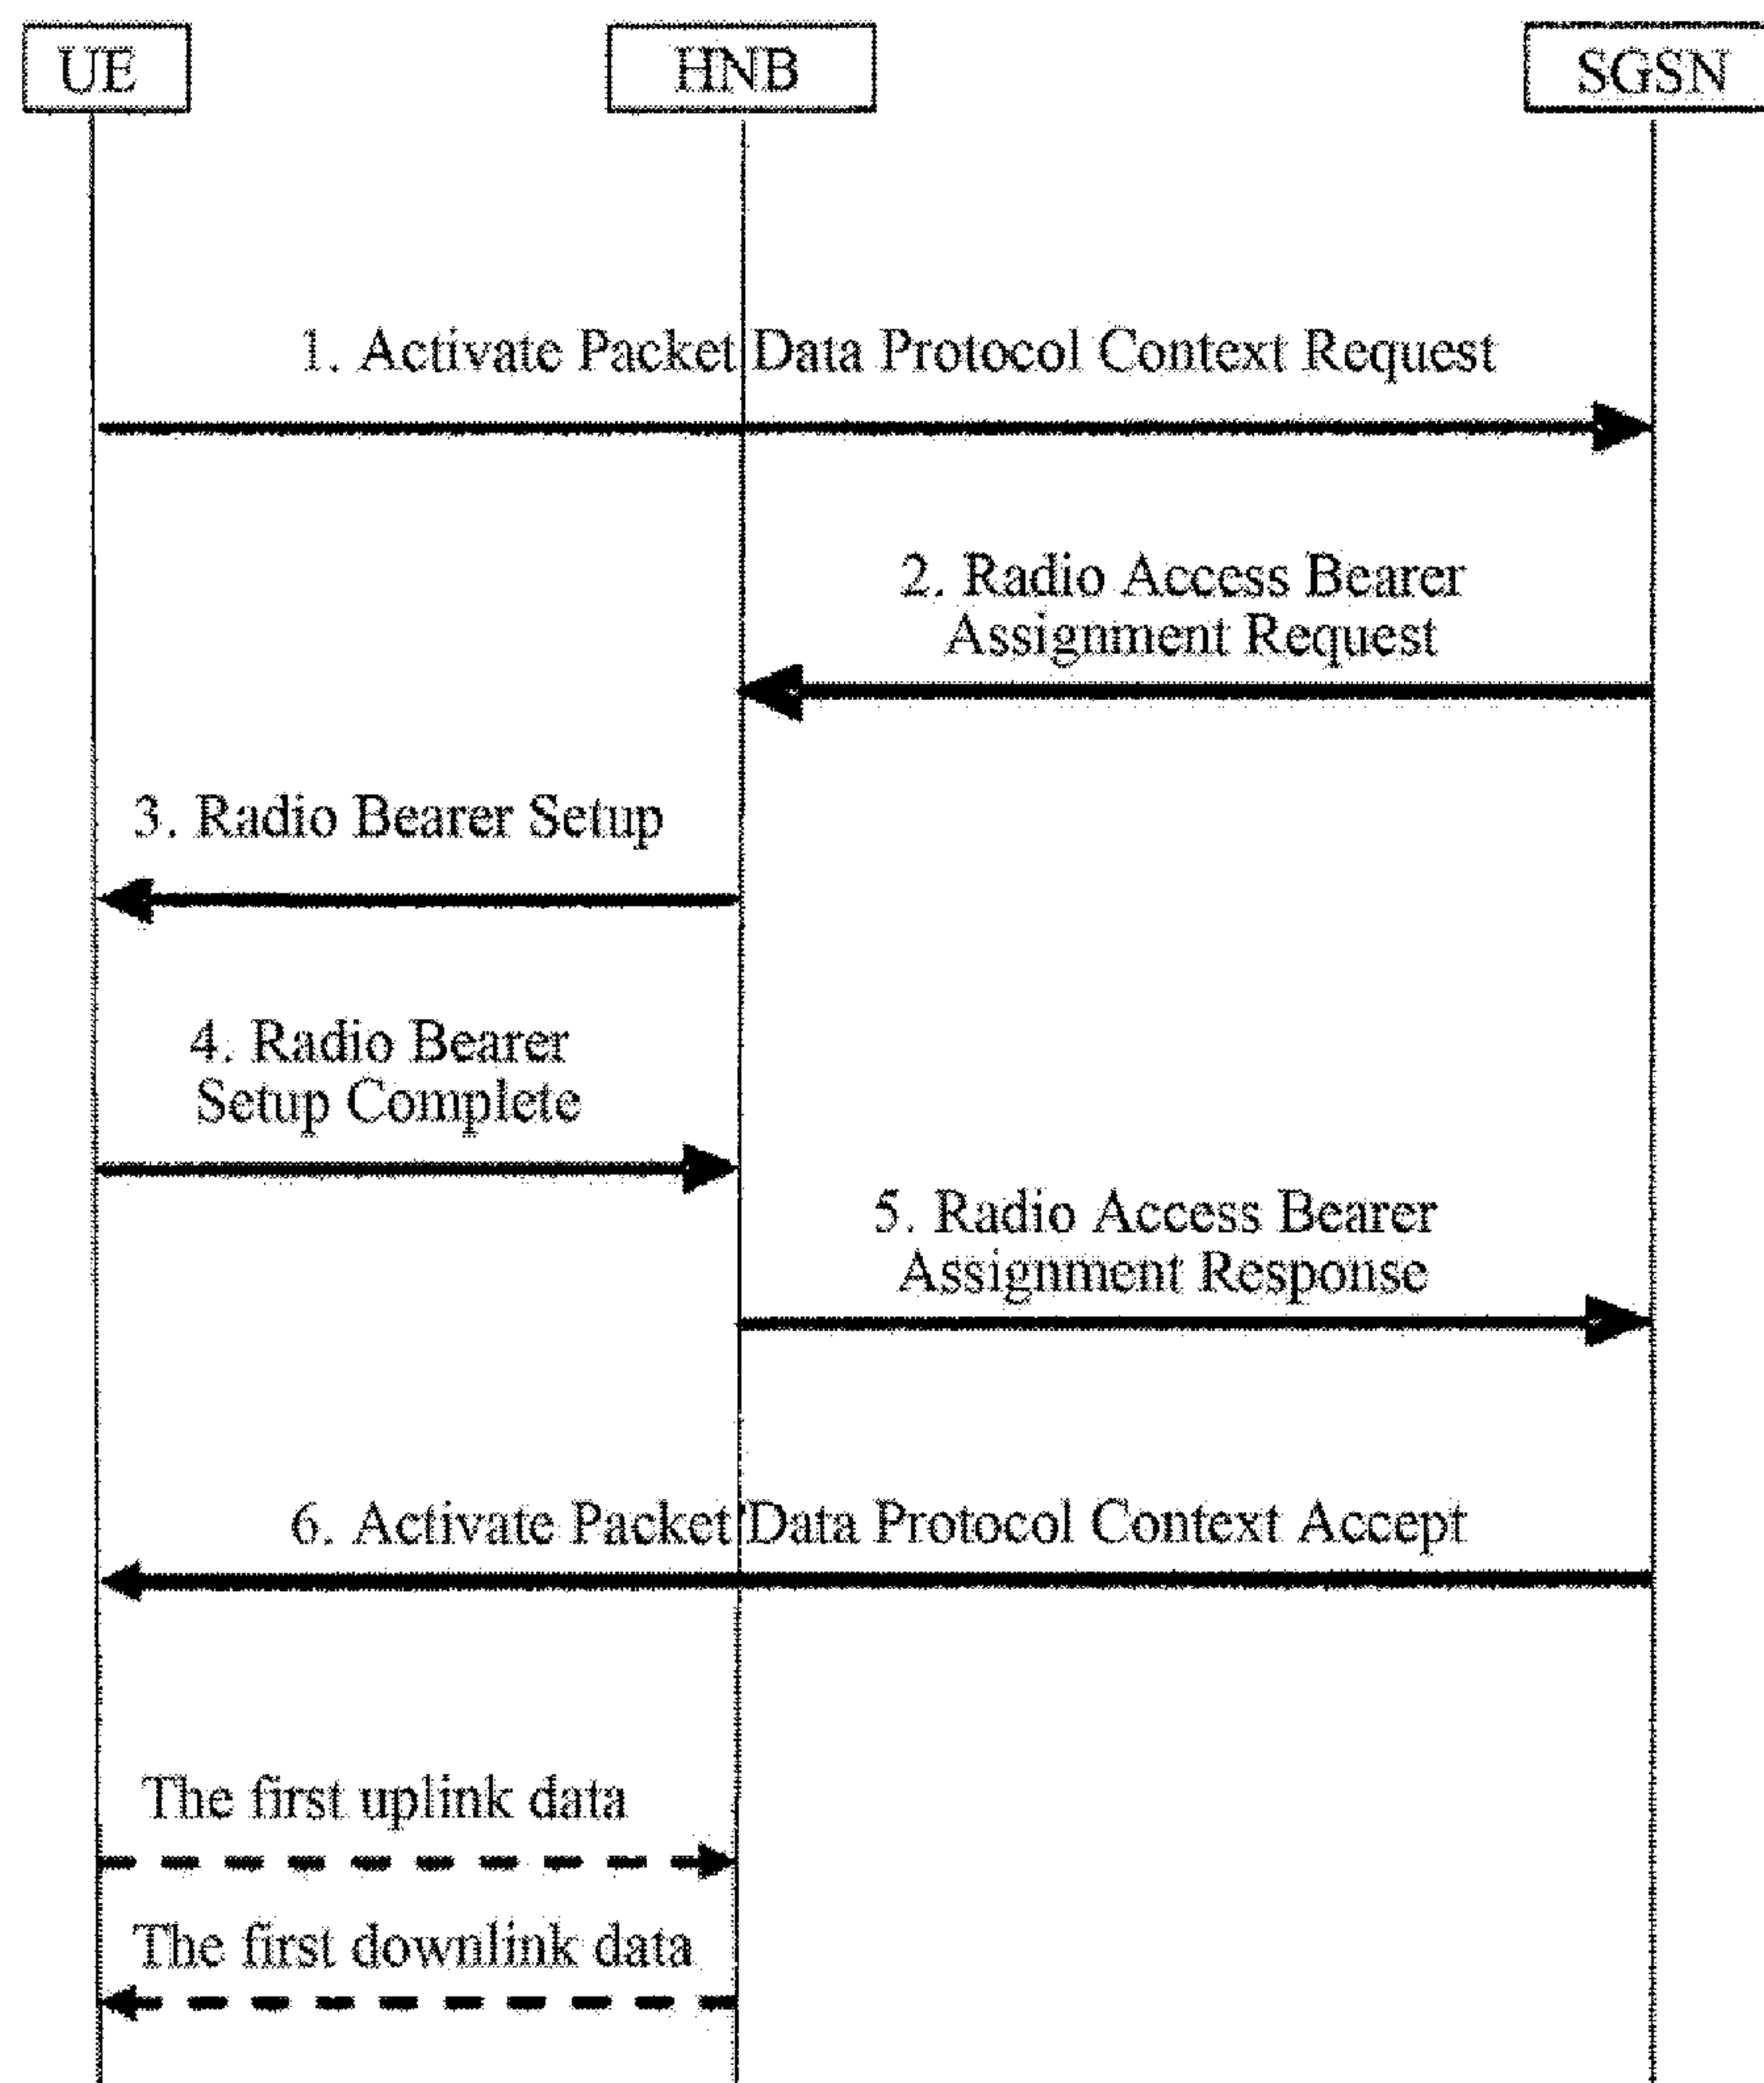 UE
HNB
SGSN
1. Activate Packet Data Protocol Context Request
2. Radio Access Bearer
Assignment Request
3. Radio Bearer Setup
4. Radio Bearer
Setup Complete
5. Radio Access Bearer
Assignment Response
6. Activate Packet Data Protocol Context Accept
The first uplink data
The first downlink data